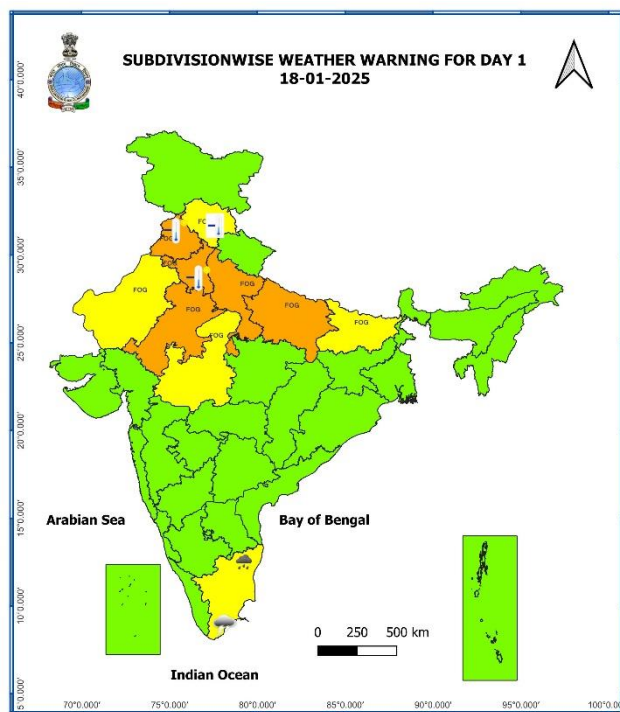 SUBDIVISIONWISE WEATHER WARNING FOR DAY 1
18-01-2025
40°0.000'
35°0.000'
30°0.000'
25°0.000'
20°0.000'
15°0.000'
10°0.000'
5°0.000'
FOG
FOG
FOG
FOG
FOG
FOG
FOG
Arabian Sea
Bay of Bengal
0 250 500 km
Indian Ocean
70°0.000' 75°0.000' 80°0.000' 85°0.000' 90°0.000' 95°0.000' 100°0.0